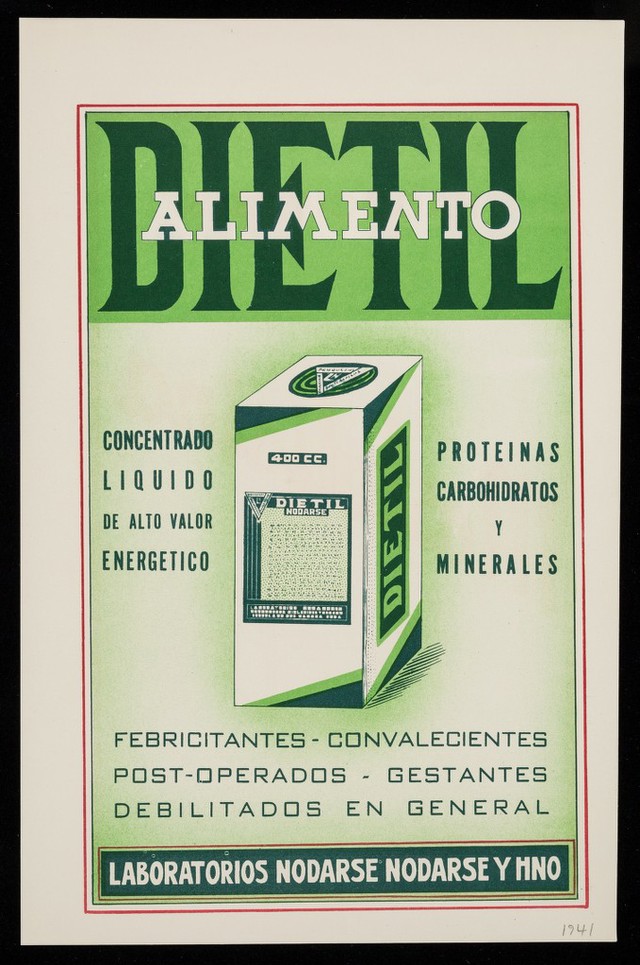 DIETIL
ALIMENTO
CONCENTRADO
LIQUIDO
DE ALTO VALOR
ENERGETICO
400 CC.
DIETIL
NODARSE
DIETIL
PROTEINAS
CARBOHIDRATOS
Y
MINERALES
FEBRICITANTES - CONVALECIENTES
POST-OPERADOS - GESTANTES
DEBILITADOS EN GENERAL
LABORATORIOS NODARSE NODARSE Y HNO
1941